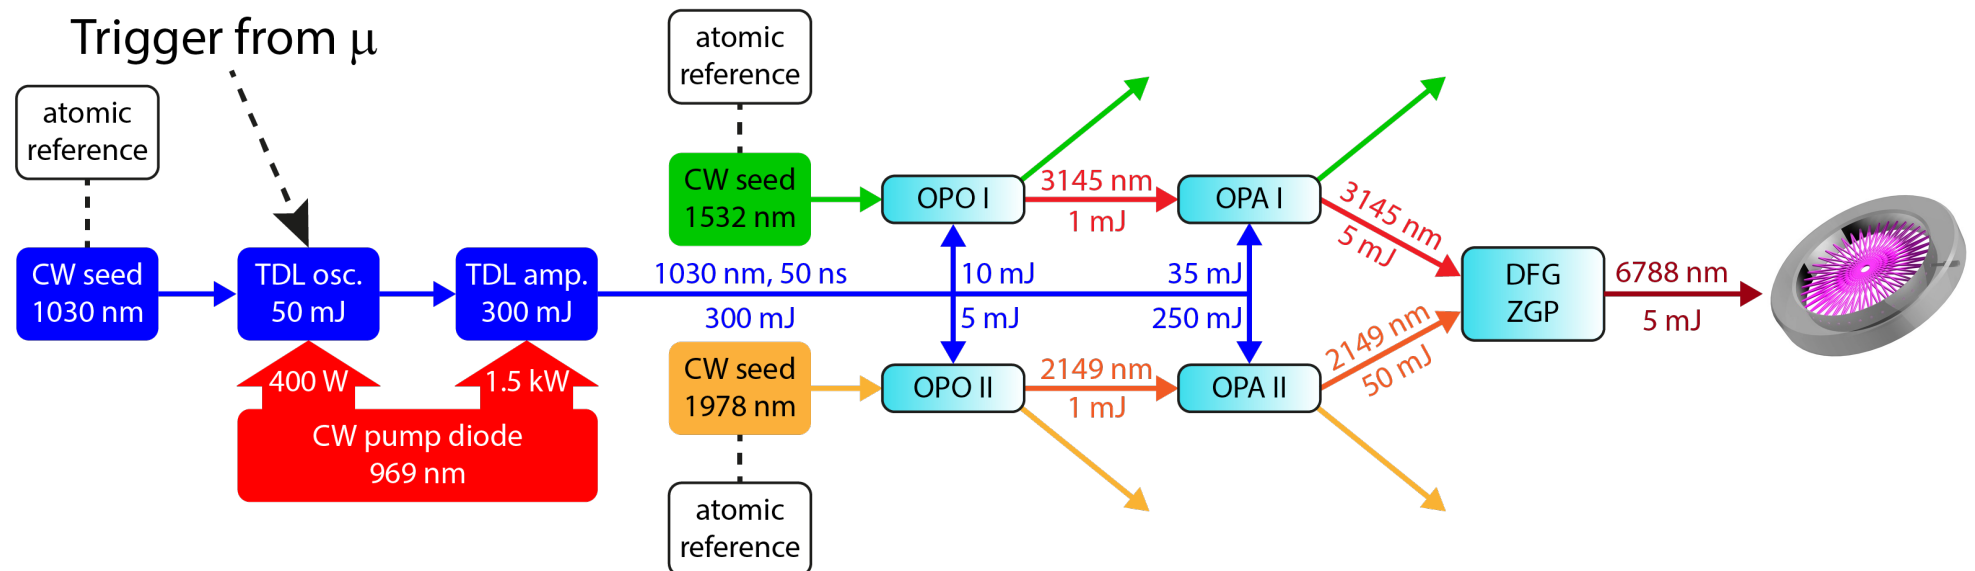 Trigger from μ
atomic
reference
CW seed
1030 nm
TDL osc.
50 mJ
TDL amp.
300 mJ
400 W
1.5 kW
CW pump diode
969 nm
1030 nm, 50 ns
300 mJ
atomic
reference
CW seed
1532 nm
CW seed
1978 nm
atomic
reference
OPO I
10 mJ
5 mJ
OPO II
3145 nm
1 mJ
2149 nm
1 mJ
OPA I
35 mJ
250 mJ
OPA II
3145 nm
5 mJ
2149 nm
50 mJ
DFG
ZGP
6788 nm
5 mJ